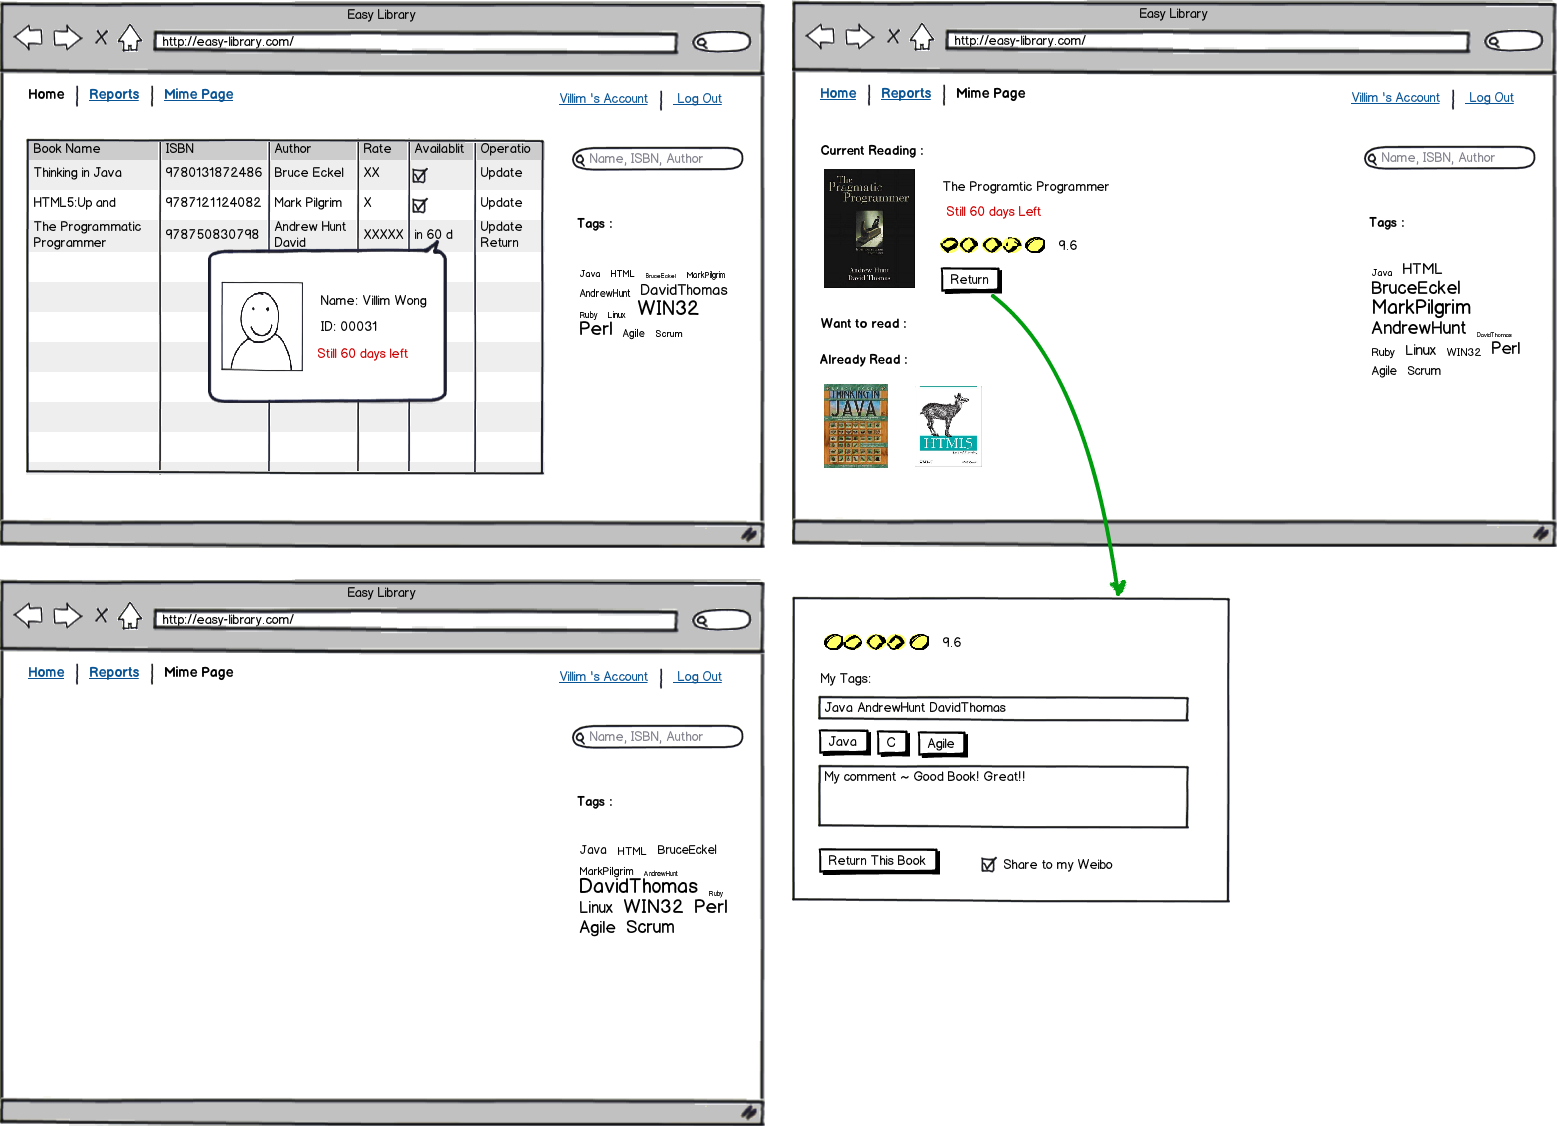 Easy Library
http://easy-library.com/
Home Reports Mime Page Villim 's Account Log Out
Book Name ISBN Author Rate Availablit Operatio
Thinking in Java 9780131872486 Bruce Eckel XX Update
HTML5:Up and 9787121124082 Mark Pilgrim X Update
The Programmatic Programmer 978750830798 Andrew Hunt David XXXXX in 60 d Update Return
Name: Villim Wong
ID: 00031
Still 60 days left
Name, ISBN, Author
Tags :
Java HTML BruceEckel MarkPilgrim
AndrewHunt DavidThomas
Ruby Linux WIN32
Perl Agile Scrum
Easy Library
http://easy-library.com/
Home Reports Mime Page Villim 's Account Log Out
Current Reading :
The
Pragmatic
Programmer
Andrew Hunt
David Thomas
The Programtic Programmer
Still 60 days Left
9.6
Return
Want to read :
Already Read :
THINKING IN
JAVA
HTML5
Name, ISBN, Author
Tags :
Java HTML
BruceEckel
MarkPilgrim
AndrewHunt DavidThomas
Ruby Linux WIN32 Perl
Agile Scrum
Easy Library
http://easy-library.com/
Home Reports Mime Page Villim 's Account Log Out
Name, ISBN, Author
Tags :
Java HTML BruceEckel
MarkPilgrim AndrewHunt
DavidThomas Ruby
Linux WIN32 Perl
Agile Scrum
9.6
My Tags:
Java AndrewHunt DavidThomas
Java C Agile
My comment ~ Good Book! Great!!
Return This Book Share to my Weibo